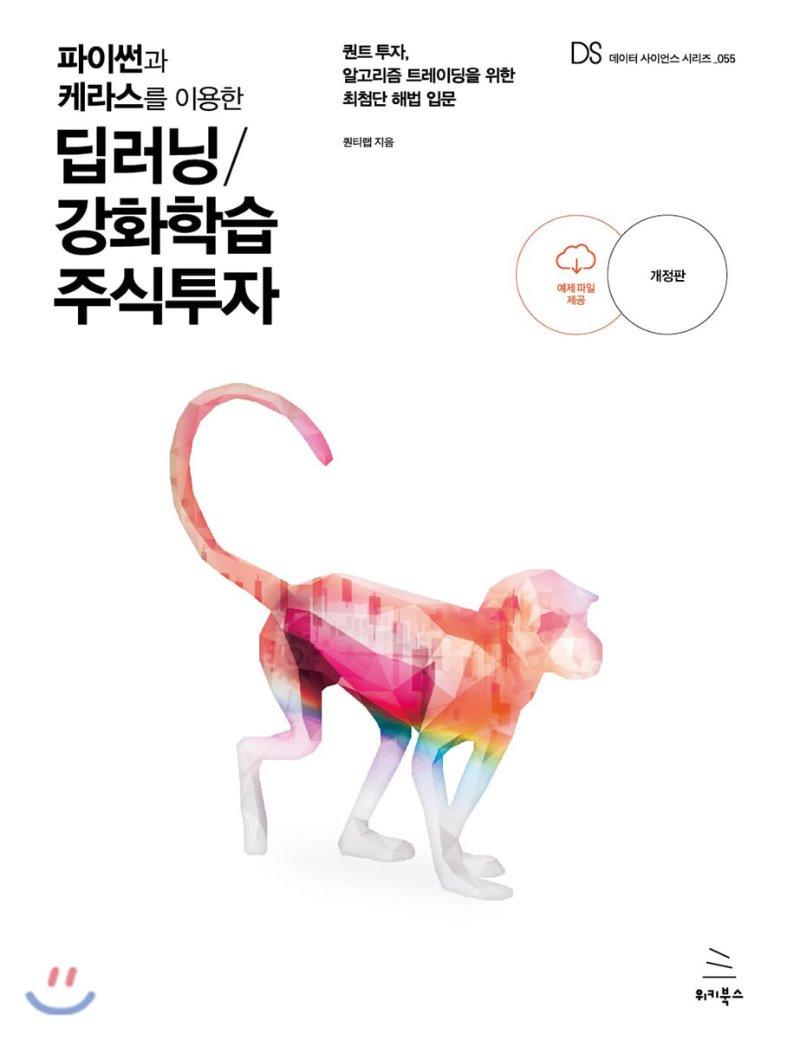 파이썬과
케라스를 이용한
딥러닝/
강화학습
주식투자
퀀트 투자,
알고리즘 트레이딩을 위한
최첨단 해법 입문
퀀티랩 지음
DS 데이터 사이언스 시리즈_055
예제 파일
제공
개정판
위키북스